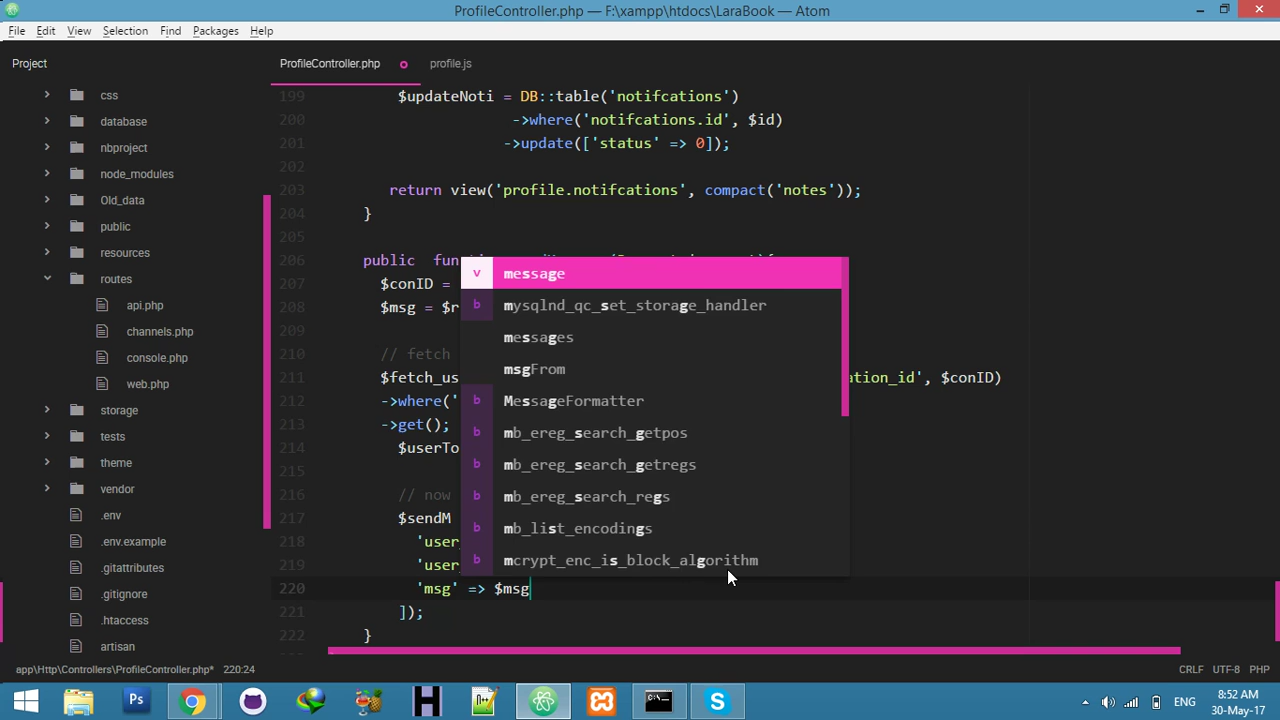 ProfileController.php — F:\xampp\htdocs\LaraBook — Atom
File Edit View Selection Find Packages Help
Project
ProfileController.php
profile.js
css
database
nbproject
node_modules
Old_data
public
resources
routes
api.php
channels.php
console.php
web.php
storage
tests
theme
vendor
.env
.env.example
.gitattributes
.gitignore
.htaccess
artisan
199 $updateNoti = DB::table('notifcations')
200 ->where('notifcations.id', $id)
201 ->update(['status' => 0]);
202
203 return view('profile.notifcations', compact('notes'));
204 }
205
206 public fun
207 $conID =
208 $msg = $r
209
210 // fetch
211 $fetch_us ation_id', $conID)
212 ->where('
213 ->get();
214 $userTo
215
216 // now
217 $sendM
218 'user
219 'user
220 'msg' => $msg
221 ]);
222 }
v message
b mysqlnd_qc_set_storage_handler
messages
msgFrom
b MessageFormatter
b mb_ereg_search_getpos
b mb_ereg_search_getregs
b mb_ereg_search_regs
b mb_list_encodings
b mcrypt_enc_is_block_algorithm
app\Http\Controllers\ProfileController.php* 220:24
CRLF UTF-8 PHP
Ps
H
ENG
8:52 AM
30-May-17